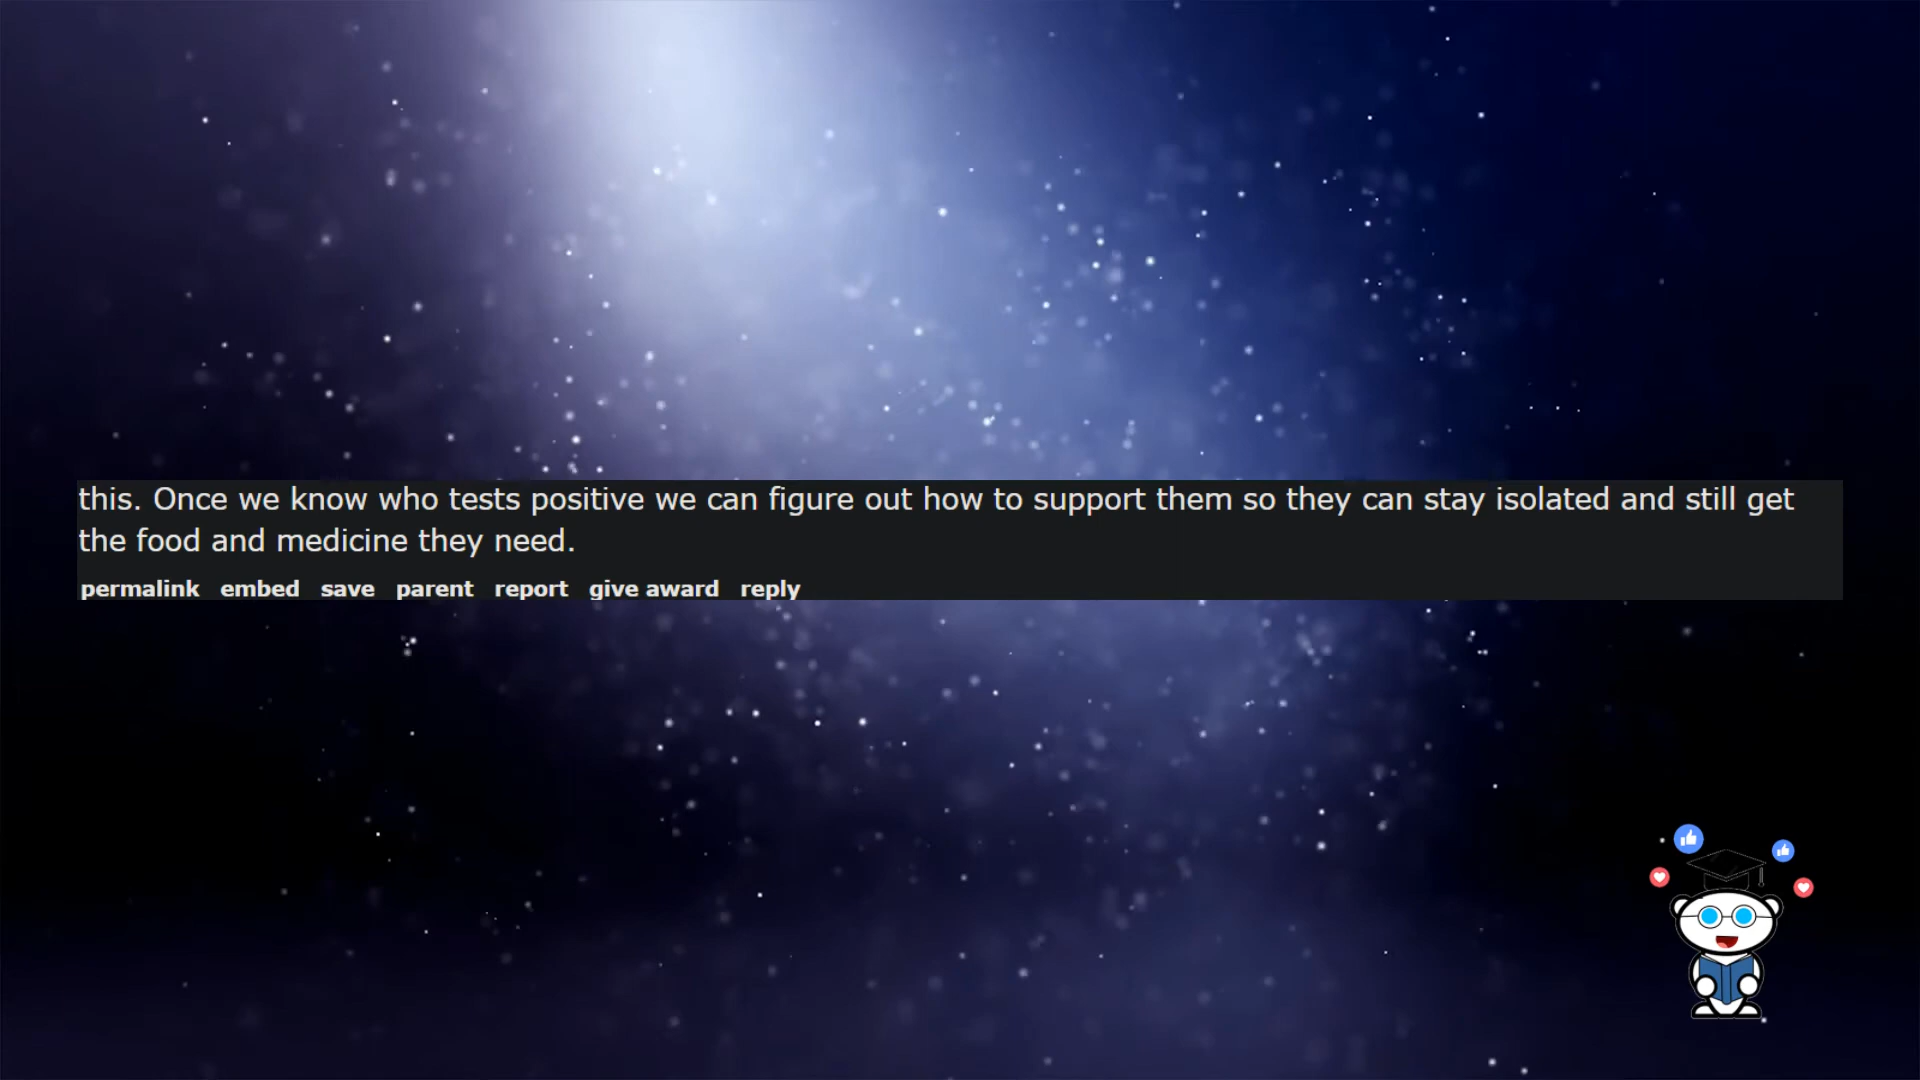 this. Once we know who tests positive we can figure out how to support them so they can stay isolated and still get
the food and medicine they need.
permalink embed save parent report give award reply